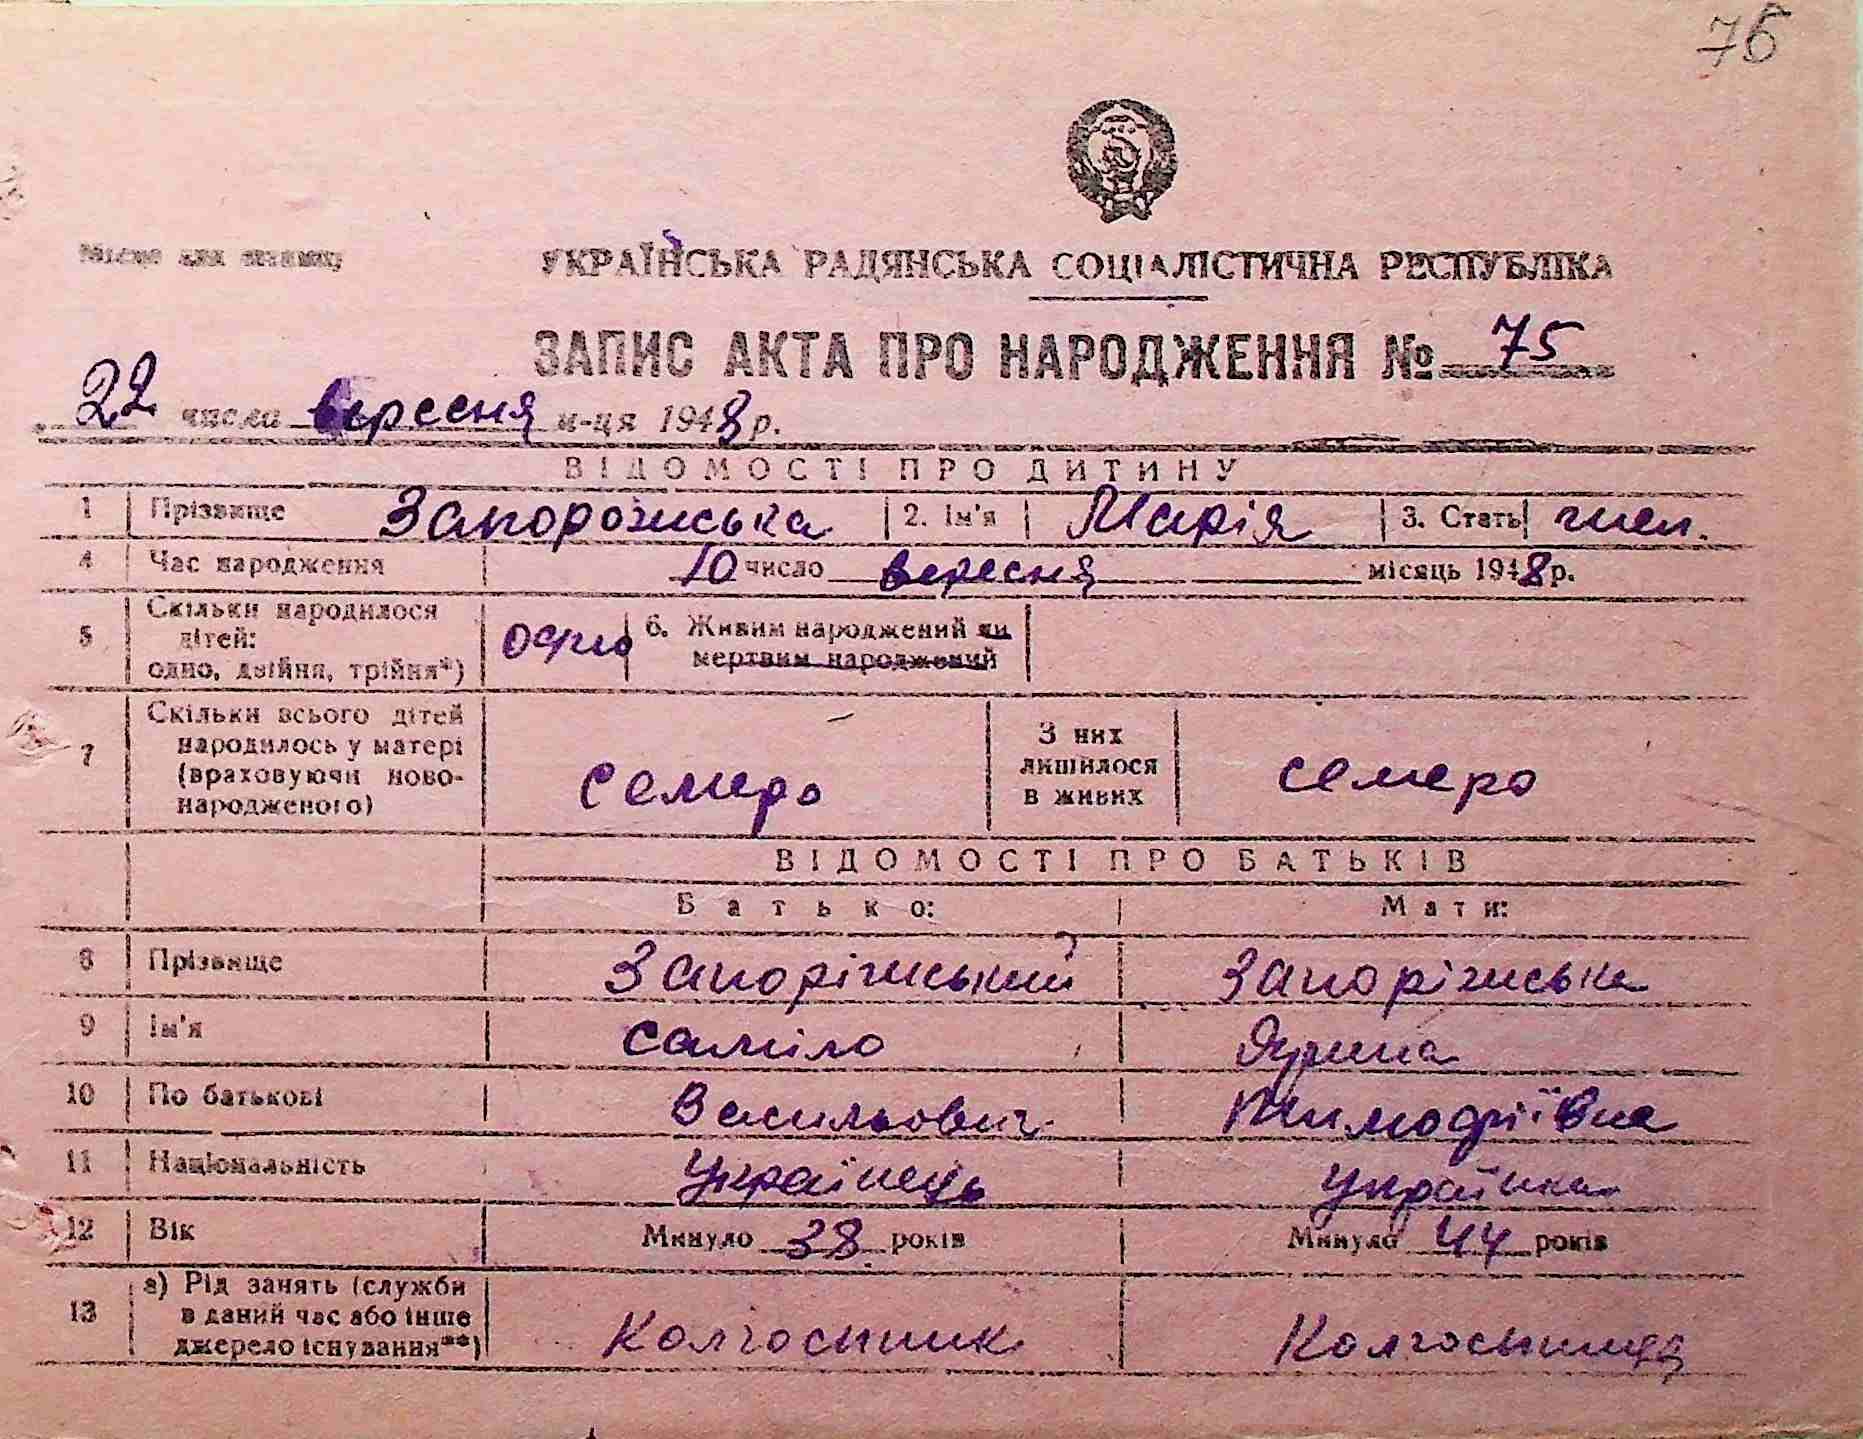 76
Місце для штампу
УКРАЇНСЬКА РАДЯНСЬКА СОЦІАЛІСТИЧНА РЕСПУБЛІКА
ЗАПИС АКТА ПРО НАРОДЖЕННЯ № 75
22 числа вересня м-ця 1948 р.
ВІДОМОСТІ ПРО ДИТИНУ
1 Прізвище Запорожська 2. Ім'я Марія 3. Стать жен.
4 Час народження 10 число вересня місяць 1948 р.
5 Скільки народилося дітей: одно, двійня, трійня*) одно 6. Живим народжений чи мертвим народжений
7 Скільки всього дітей народилось у матері (враховуючи новонародженого) семеро З них лишилося в живих семеро
ВІДОМОСТІ ПРО БАТЬКІВ
Батько: Мати:
8 Прізвище Запоріжський Запоріжська
9 Ім'я Саміло Ярина
10 По батькові Васильович Тимофіївна
11 Національність Українець Українка
12 Вік Минуло 38 років Минуло 44 років
13 а) Рід занять (служби в даний час або інше джерело існування**) Колгоспник Колгоспниця